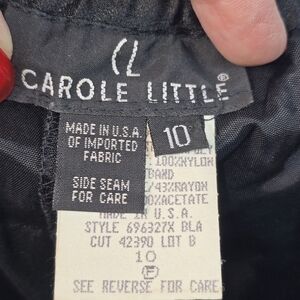 CL
CAROLE LITTLE®
MADE IN U.S.A.
OF IMPORTED
FABRIC
SIDE SEAM
FOR CARE
10
100%NYLON
BAND
/43%RAYON
00%ACETATE
MADE IN U.S.A.
STYLE 696327X BLA
CUT 42390 LOT B
10
F
SEE REVERSE FOR CARE